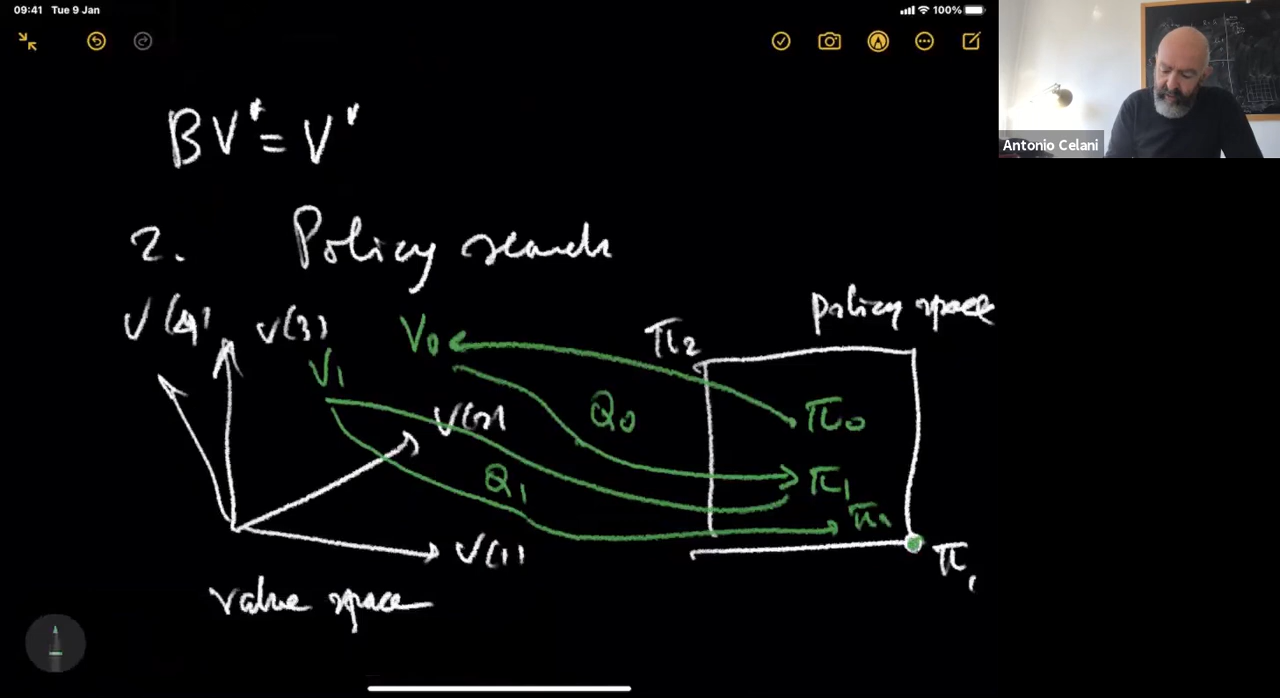 09:41 Tue 9 Jan
100%
Antonio Celani
BV* = V*
2. Policy search
policy space
V(4) V(3) V0 π2
V1
V(2) Q0 π0
Q1 π1
V(1) π1
value space